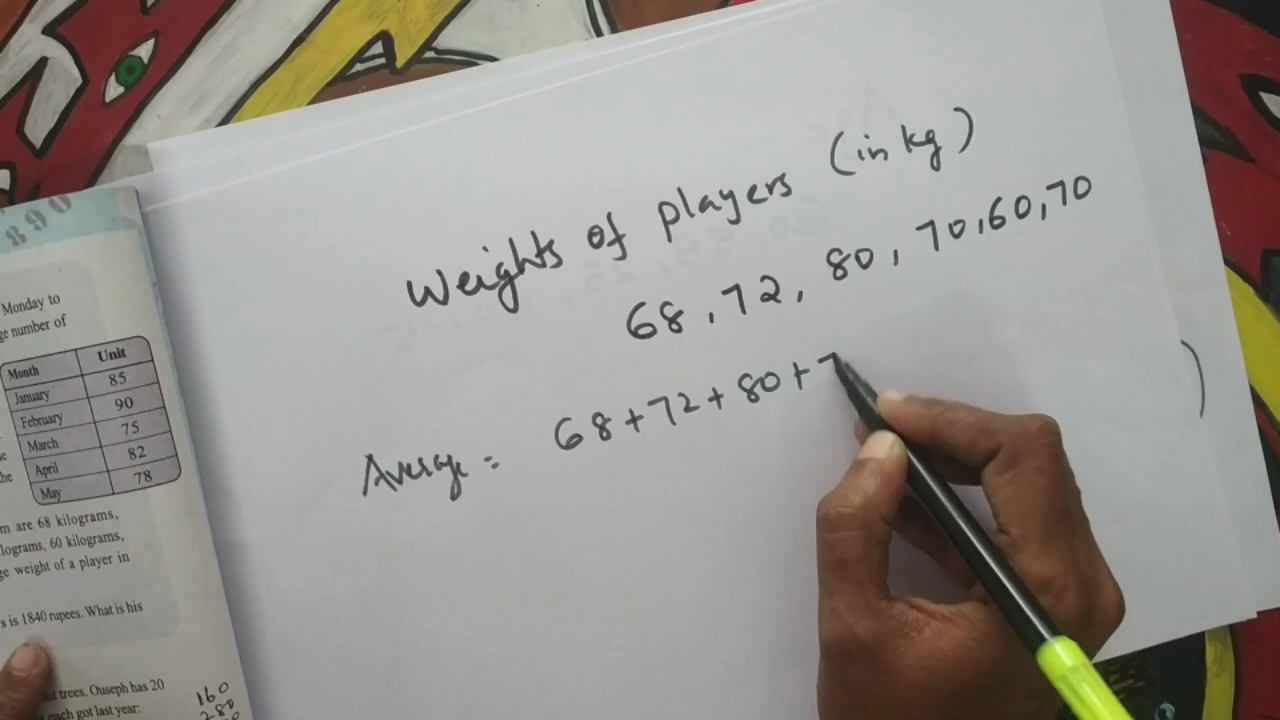 890
Monday to
number of
Month Unit
January 85
February 90
March 75
April 82
May 78
are 68 kilograms,
60 kilograms,
weight of a player in
is 1840 rupees. What is his
trees. Ouseph has 20
each got last year:
160
280
Weights of players (in kg)
68, 72, 80, 70, 60, 70
Average = 68+72+80+7